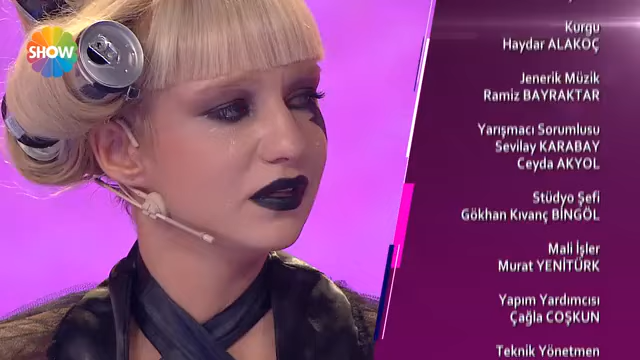 SHOW
Kurgu
Haydar ALAKOÇ
Jenerik Müzik
Ramiz BAYRAKTAR
Yarışmacı Sorumlusu
Sevilay KARABAY
Ceyda AKYOL
Stüdyo Şefi
Gökhan Kıvanç BİNGÖL
Mali İşler
Murat YENİTÜRK
Yapım Yardımcısı
Çağla COŞKUN
Teknik Yönetmen